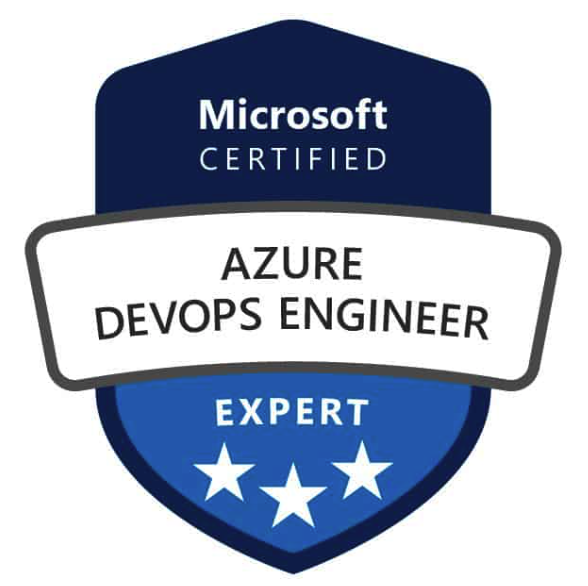 Microsoft
CERTIFIED
AZURE
DEVOPS ENGINEER
EXPERT